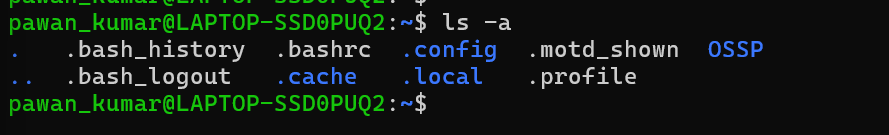 pawan_kumar@LAPTOP-SSD0PUQ2:~$ ls -a
.   .bash_history  .bashrc  .config  .motd_shown  OSSP
..  .bash_logout   .cache   .local   .profile
pawan_kumar@LAPTOP-SSD0PUQ2:~$